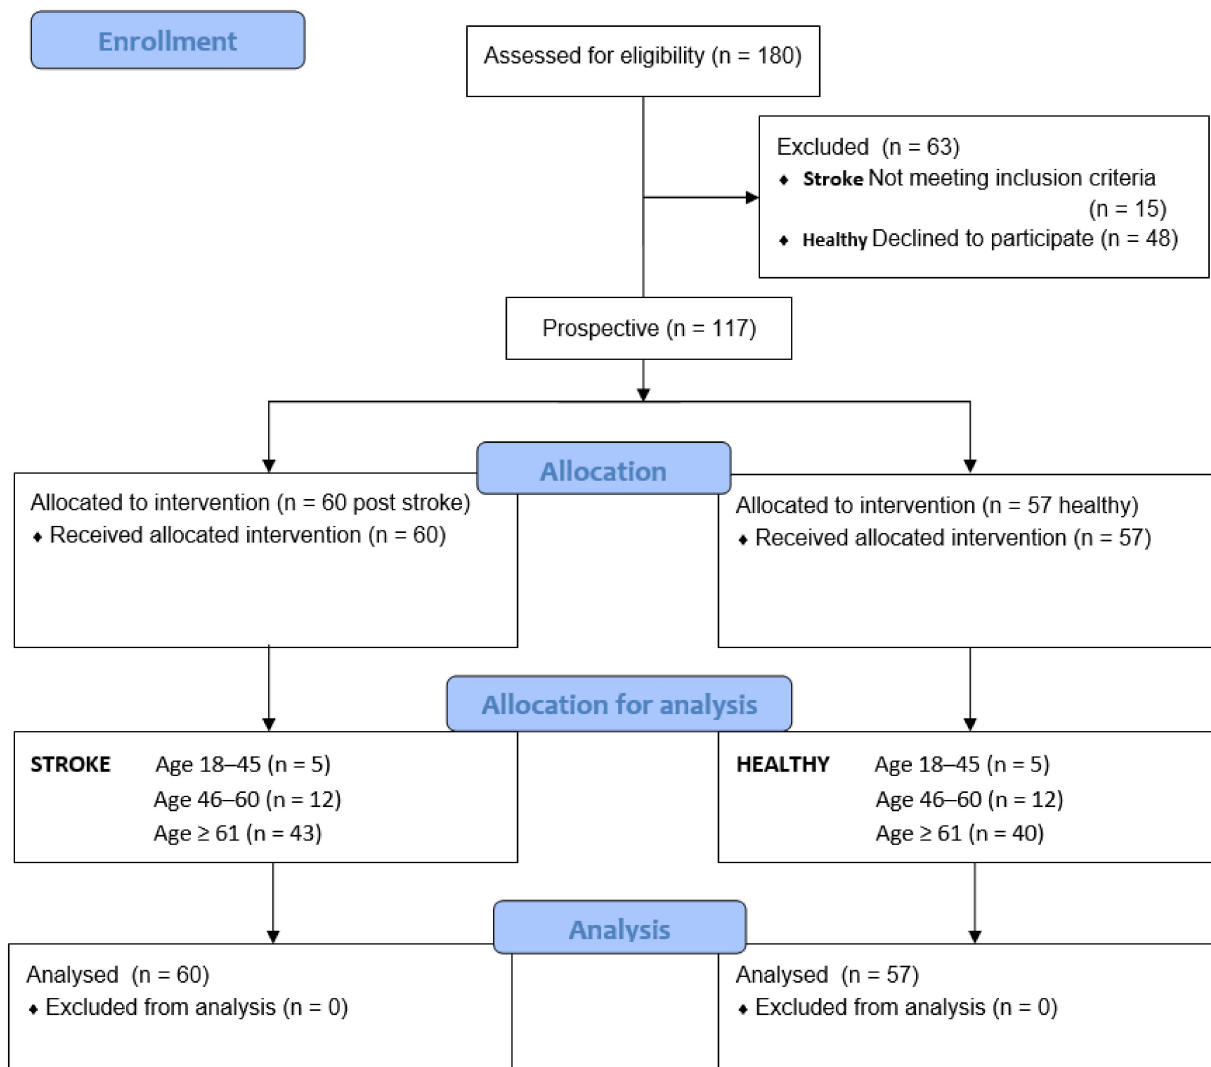 Enrollment
Assessed for eligibility (n = 180)
Excluded (n = 63)
♦ Stroke Not meeting inclusion criteria
(n = 15)
♦ Healthy Declined to participate (n = 48)
Prospective (n = 117)
Allocation
Allocated to intervention (n = 60 post stroke)
♦ Received allocated intervention (n = 60)
Allocated to intervention (n = 57 healthy)
♦ Received allocated intervention (n = 57)
Allocation for analysis
STROKE Age 18–45 (n = 5)
Age 46–60 (n = 12)
Age ≥ 61 (n = 43)
HEALTHY Age 18–45 (n = 5)
Age 46–60 (n = 12)
Age ≥ 61 (n = 40)
Analysis
Analysed (n = 60)
♦ Excluded from analysis (n = 0)
Analysed (n = 57)
♦ Excluded from analysis (n = 0)